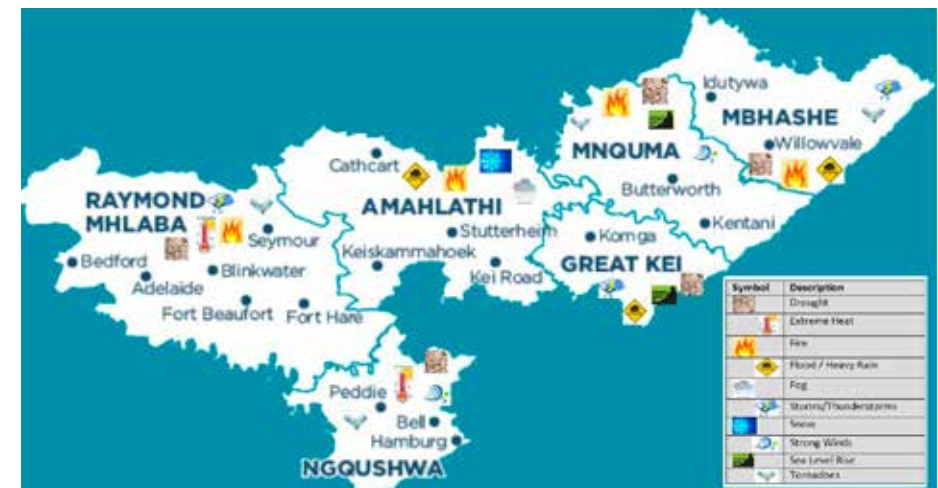 Idutywa
MBHASHE
Willowvale
MNQUMA
Butterworth
Kentani
Cathcart
AMAHLATHI
Stutterheim
Keiskammahoek
Kei Road
Komga
GREAT KEI
RAYMOND
MHLABA
Seymour
Bedford
Blinkwater
Adelaide
Fort Beaufort
Fort Hare
Peddie
Bell
Hamburg
NGQUSHWA
Symbol Description
Drought
Extreme Heat
Fire
Flood / Heavy Rain
Fog
Storms/Thunderstorms
Snow
Strong Winds
Sea Level Rise
Tornadoes